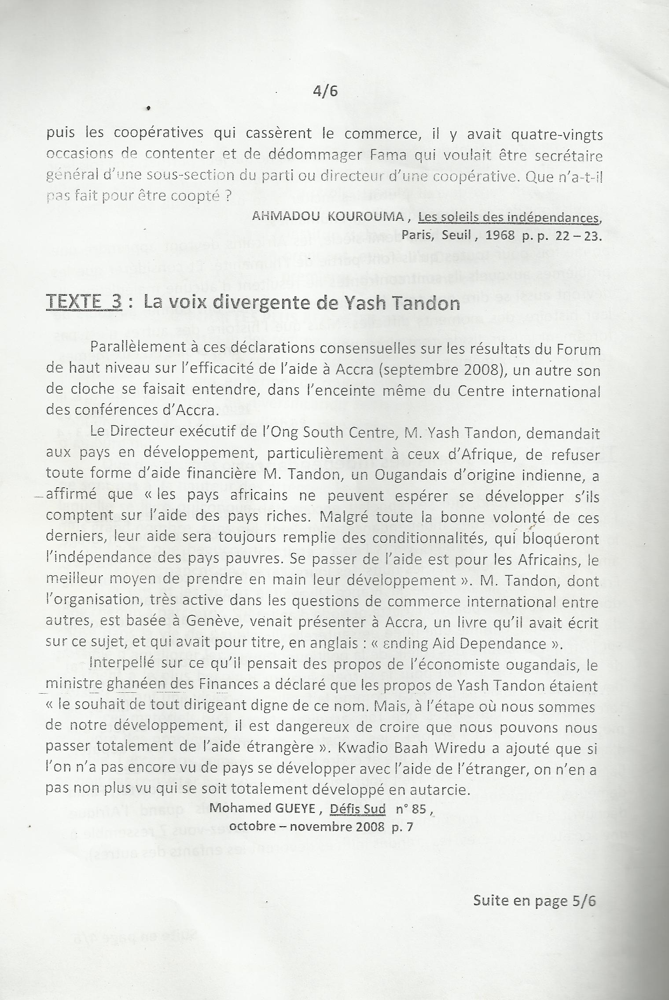 4/6
puis les coopératives qui cassèrent le commerce, il y avait quatre-vingts
occasions de contenter et de dédommager Fama qui voulait être secrétaire
général d'une sous-section du parti ou directeur d'une coopérative. Que n'a-t-il
pas fait pour être coopté ?
AHMADOU KOUROUMA , Les soleils des indépendances,
Paris, Seuil , 1968 p. p. 22 – 23.
TEXTE 3 : La voix divergente de Yash Tandon
Parallèlement à ces déclarations consensuelles sur les résultats du Forum
de haut niveau sur l'efficacité de l'aide à Accra (septembre 2008), un autre son
de cloche se faisait entendre, dans l'enceinte même du Centre international
des conférences d'Accra.
Le Directeur exécutif de l'Ong South Centre, M. Yash Tandon, demandait
aux pays en développement, particulièrement à ceux d'Afrique, de refuser
toute forme d'aide financière M. Tandon, un Ougandais d'origine indienne, a
affirmé que « les pays africains ne peuvent espérer se développer s'ils
comptent sur l'aide des pays riches. Malgré toute la bonne volonté de ces
derniers, leur aide sera toujours remplie des conditionnalités, qui bloqueront
l'indépendance des pays pauvres. Se passer de l'aide est pour les Africains, le
meilleur moyen de prendre en main leur développement ». M. Tandon, dont
l'organisation, très active dans les questions de commerce international entre
autres, est basée à Genève, venait présenter à Accra, un livre qu'il avait écrit
sur ce sujet, et qui avait pour titre, en anglais : « ending Aid Dependance ».
Interpellé sur ce qu'il pensait des propos de l'économiste ougandais, le
ministre ghanéen des Finances a déclaré que les propos de Yash Tandon étaient
« le souhait de tout dirigeant digne de ce nom. Mais, à l'étape où nous sommes
de notre développement, il est dangereux de croire que nous pouvons nous
passer totalement de l'aide étrangère ». Kwadio Baah Wiredu a ajouté que si
l'on n'a pas encore vu de pays se développer avec l'aide de l'étranger, on n'en a
pas non plus vu qui se soit totalement développé en autarcie.
Mohamed GUEYE , Défis Sud n° 85 ,
octobre – novembre 2008 p. 7
Suite en page 5/6